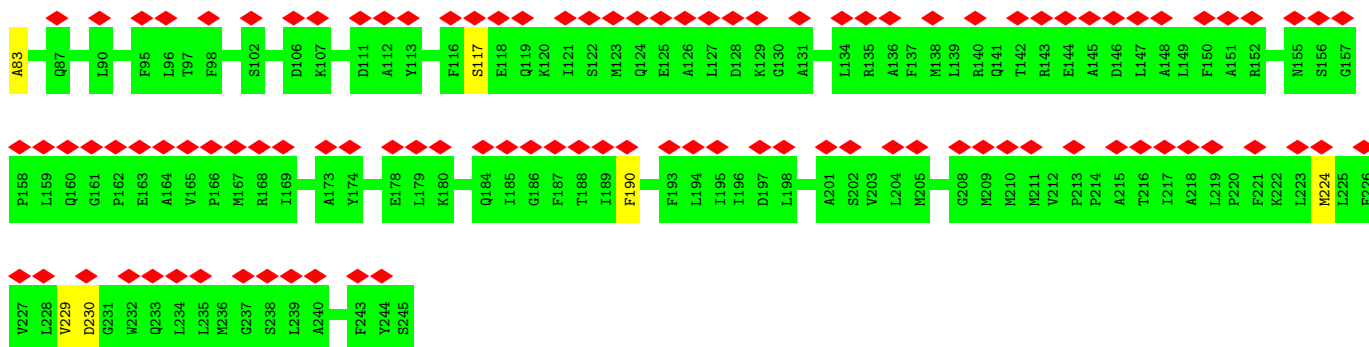 A83 Q87 L90 F95 L96 T97 F98 S102 D106 K107 D111 A112 Y113 F116 S117 E118 Q119 K120 I121 S122 M123 Q124 E125 A126 L127 D128 K129 G130 A131 L134 R135 A136 F137 M138 L139 R140 Q141 T142 R143 E144 A145 D146 L147 A148 L149 F150 A151 R152 N155 S156 G157
P158 L159 Q160 G161 P162 E163 A164 V165 P166 M167 R168 I169 A173 Y174 E178 L179 K180 Q184 I185 G186 F187 T188 I189 F190 F193 L194 I195 I196 D197 L198 A201 S202 V203 L204 M205 G208 M209 M210 M211 V212 P213 P214 A215 T216 I217 A218 L219 P220 F221 K222 L223 M224 L225 F226
V227 L228 V229 D230 G231 W232 Q233 L234 L235 M236 G237 S238 L239 A240 F243 Y244 S245